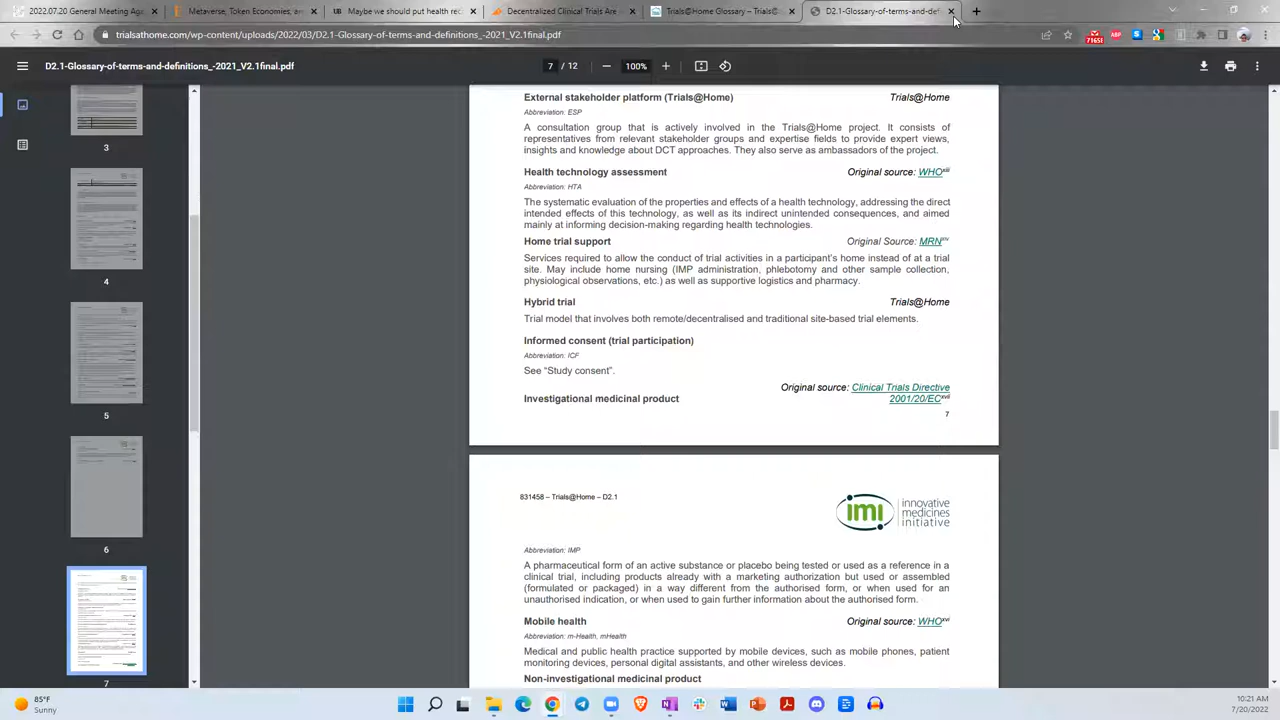 2022.07.20 General Meeting Age
Metaverse, Token Economies, an
Maybe we should put health rec
Decentralized Clinical Trials Are
Trials@Home Glossary – Trials@
D2.1-Glossary-of-terms-and-defi
trialsathome.com/wp-content/uploads/2022/03/D2.1-Glossary-of-terms-and-definitions_-2021_V2.1final.pdf
D2.1-Glossary-of-terms-and-definitions_-2021_V2.1final.pdf
7 / 12
100%
External stakeholder platform (Trials@Home) Trials@Home
Abbreviation: ESP
A consultation group that is actively involved in the Trials@Home project. It consists of
representatives from relevant stakeholder groups and expertise fields to provide expert views,
insights and knowledge about DCT approaches. They also serve as ambassadors of the project.
Health technology assessment Original source: WHOxiii
Abbreviation: HTA
The systematic evaluation of the properties and effects of a health technology, addressing the direct
intended effects of this technology, as well as its indirect unintended consequences, and aimed
mainly at informing decision-making regarding health technologies.
Home trial support Original Source: MRNxiv
Services required to allow the conduct of trial activities in a participant's home instead of at a trial
site. May include home nursing (IMP administration, phlebotomy and other sample collection,
physiological observations, etc.) as well as supportive logistics and pharmacy.
Hybrid trial Trials@Home
Trial model that involves both remote/decentralised and traditional site-based trial elements.
Informed consent (trial participation)
Abbreviation: ICF
See “Study consent”.
Original source: Clinical Trials Directive
Investigational medicinal product 2001/20/ECxvii
7
831458 – Trials@Home – D2.1
imi innovative
medicines
initiative
Abbreviation: IMP
A pharmaceutical form of an active substance or placebo being tested or used as a reference in a
clinical trial, including products already with a marketing authorization but used or assembled
(formulated or packaged) in a way different from the authorised form, or when used for an
unauthorised indication, or when used to gain further information about the authorised form.
Mobile health Original source: WHOxvi
Abbreviation: m-Health, mHealth
Medical and public health practice supported by mobile devices, such as mobile phones, patient
monitoring devices, personal digital assistants, and other wireless devices.
Non-investigational medicinal product
4
5
6
7
85°F
Sunny
10:21 AM
7/20/2022